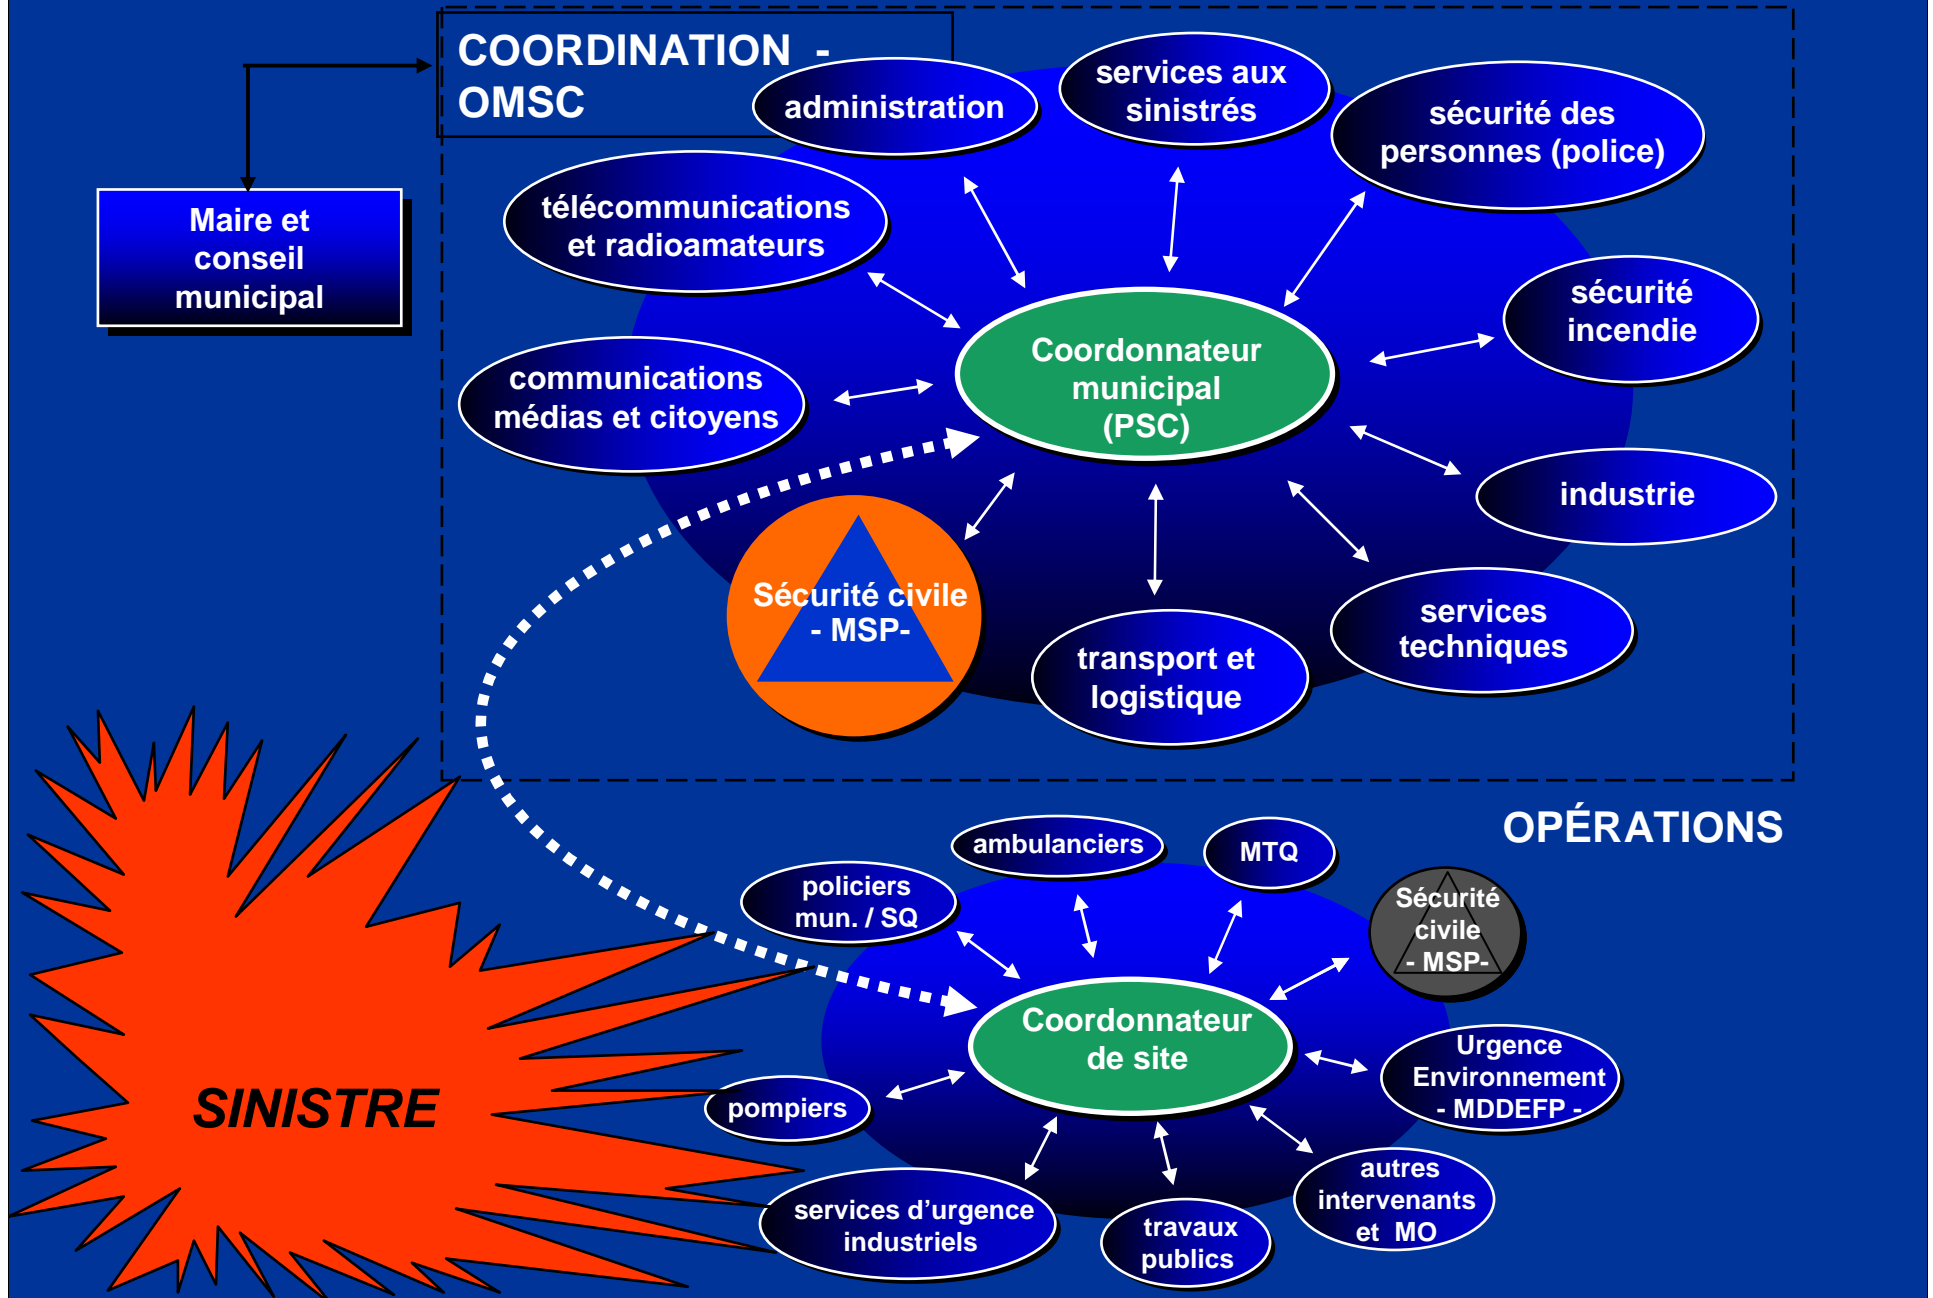 COORDINATION -
OMSC
administration
services aux
sinistrés
sécurité des
personnes (police)
télécommunications
et radioamateurs
Maire et
conseil
municipal
sécurité
incendie
Coordonnateur
municipal
(PSC)
communications
médias et citoyens
industrie
Sécurité civile
- MSP-
services
techniques
transport et
logistique
OPÉRATIONS
ambulanciers
MTQ
policiers
mun. / SQ
Sécurité
civile
- MSP-
Coordonnateur
de site
Urgence
Environnement
- MDDEFP -
SINISTRE
pompiers
autres
intervenants
et MO
services d’urgence
industriels
travaux
publics